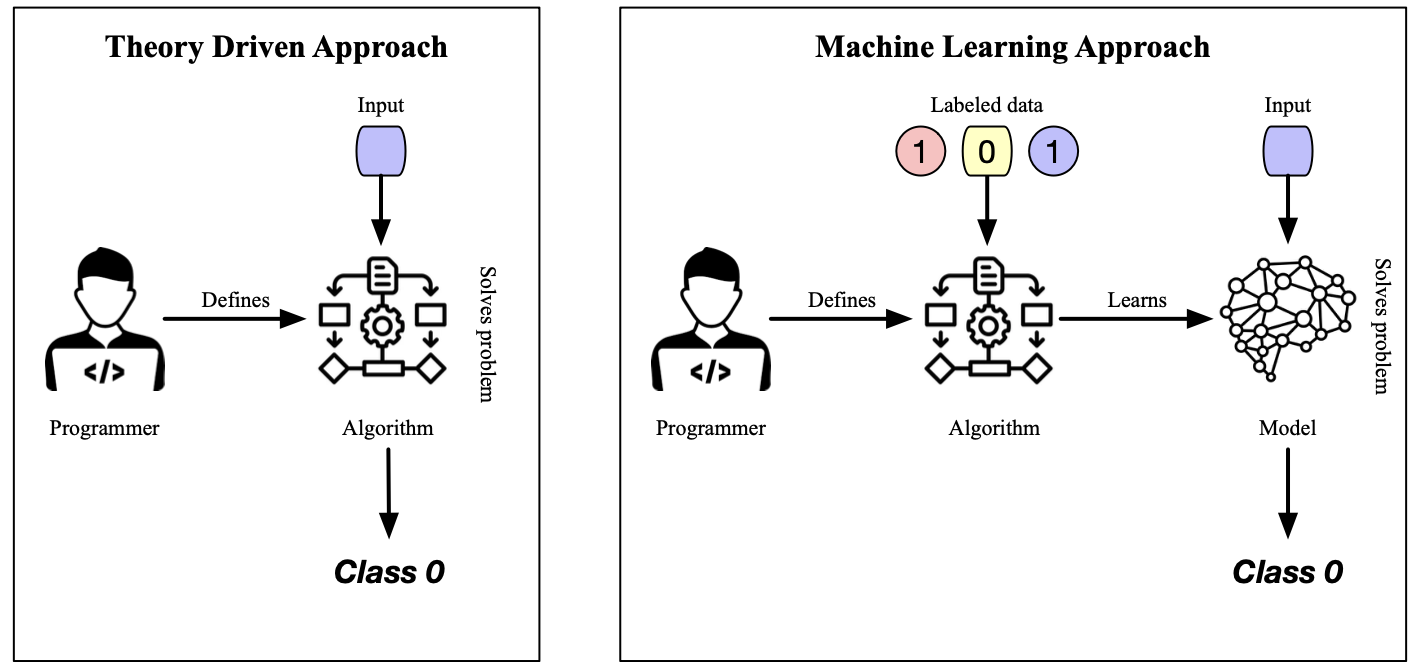 Theory Driven Approach
Input
Defines
Solves problem
</>
Programmer
Algorithm
Class 0
Machine Learning Approach
Labeled data
Input
1
0
1
Defines
Learns
Solves problem
</>
Programmer
Algorithm
Model
Class 0